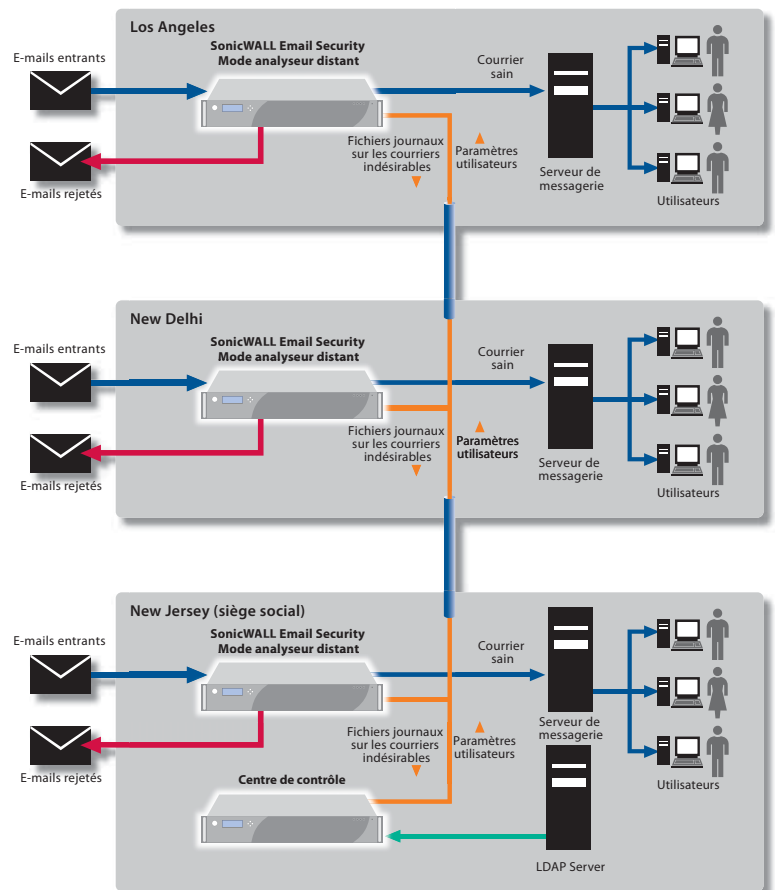 Los Angeles
SonicWALL Email Security
Mode analyseur distant
E-mails entrants
Courrier
sain
Fichiers journaux
sur les courriers
indésirables
Paramètres
utilisateurs
Serveur de
messagerie
E-mails rejetés
Utilisateurs
New Delhi
SonicWALL Email Security
Mode analyseur distant
E-mails entrants
Courrier
sain
Fichiers journaux
sur les courriers
indésirables
Paramètres
utilisateurs
Serveur de
messagerie
E-mails rejetés
Utilisateurs
New Jersey (siège social)
SonicWALL Email Security
Mode analyseur distant
E-mails entrants
Courrier
sain
Fichiers journaux
sur les courriers
indésirables
Paramètres
utilisateurs
Serveur de
messagerie
E-mails rejetés
Utilisateurs
Centre de contrôle
LDAP Server